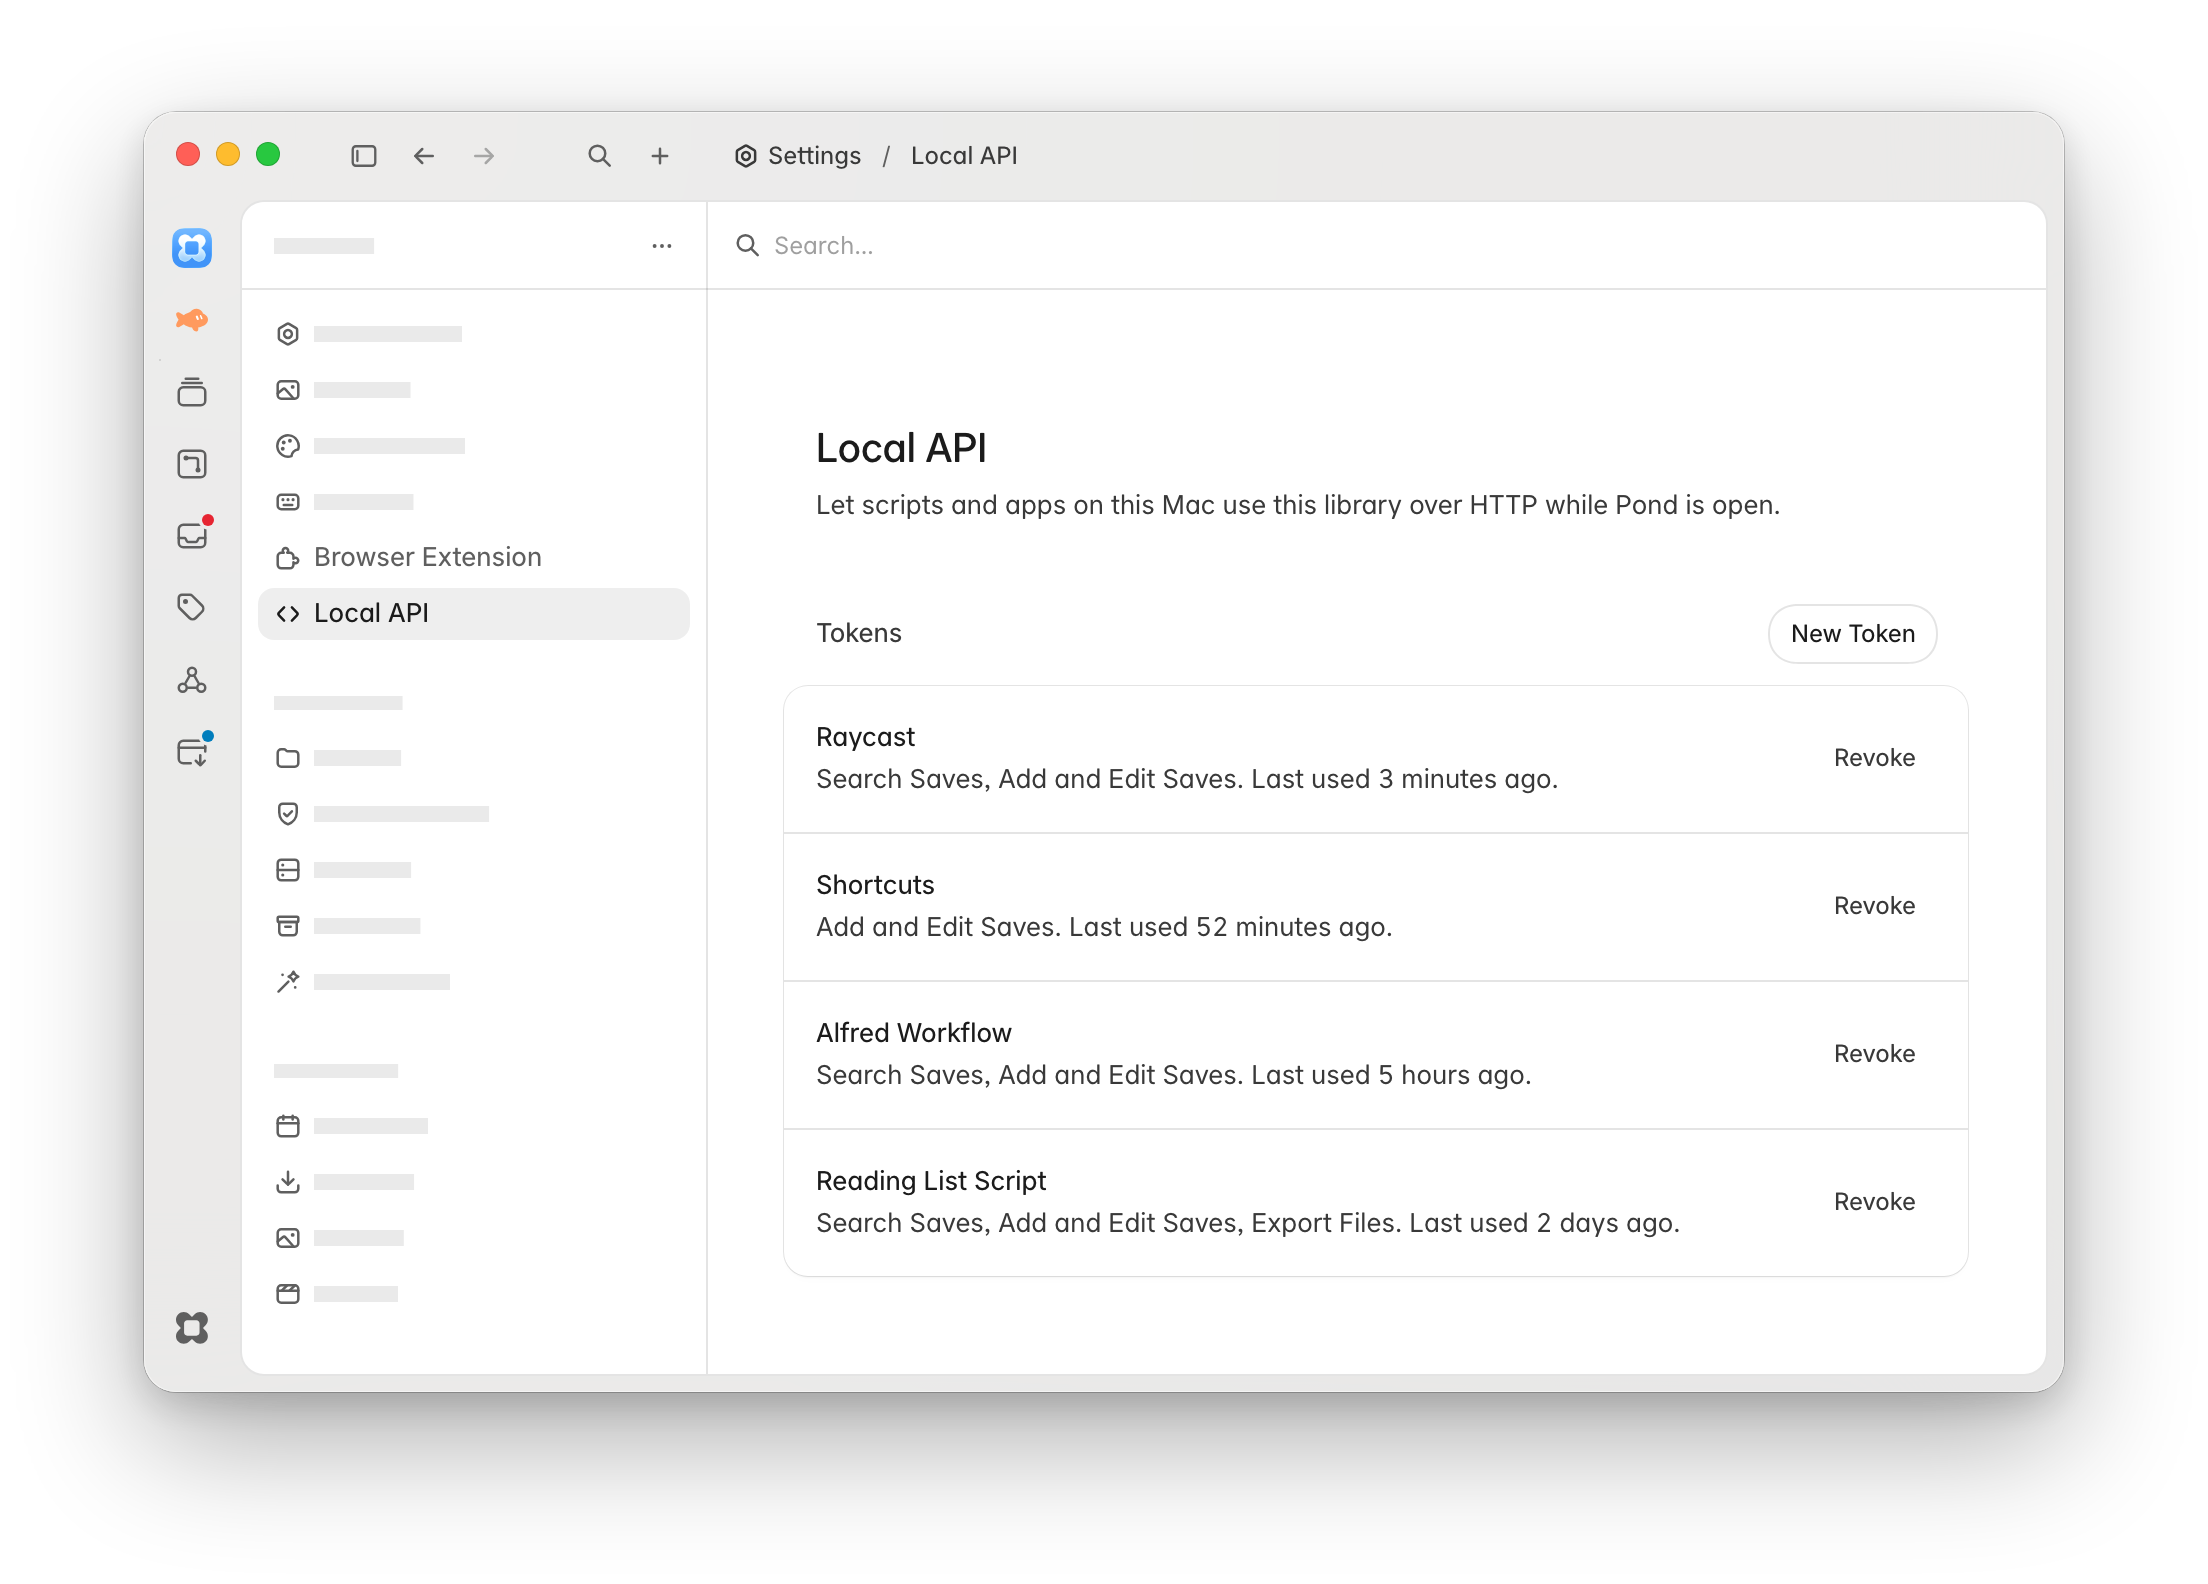 Settings / Local API
Search...
Browser Extension
Local API
Local API
Let scripts and apps on this Mac use this library over HTTP while Pond is open.
Tokens
New Token
Raycast
Search Saves, Add and Edit Saves. Last used 3 minutes ago.
Revoke
Shortcuts
Add and Edit Saves. Last used 52 minutes ago.
Revoke
Alfred Workflow
Search Saves, Add and Edit Saves. Last used 5 hours ago.
Revoke
Reading List Script
Search Saves, Add and Edit Saves, Export Files. Last used 2 days ago.
Revoke